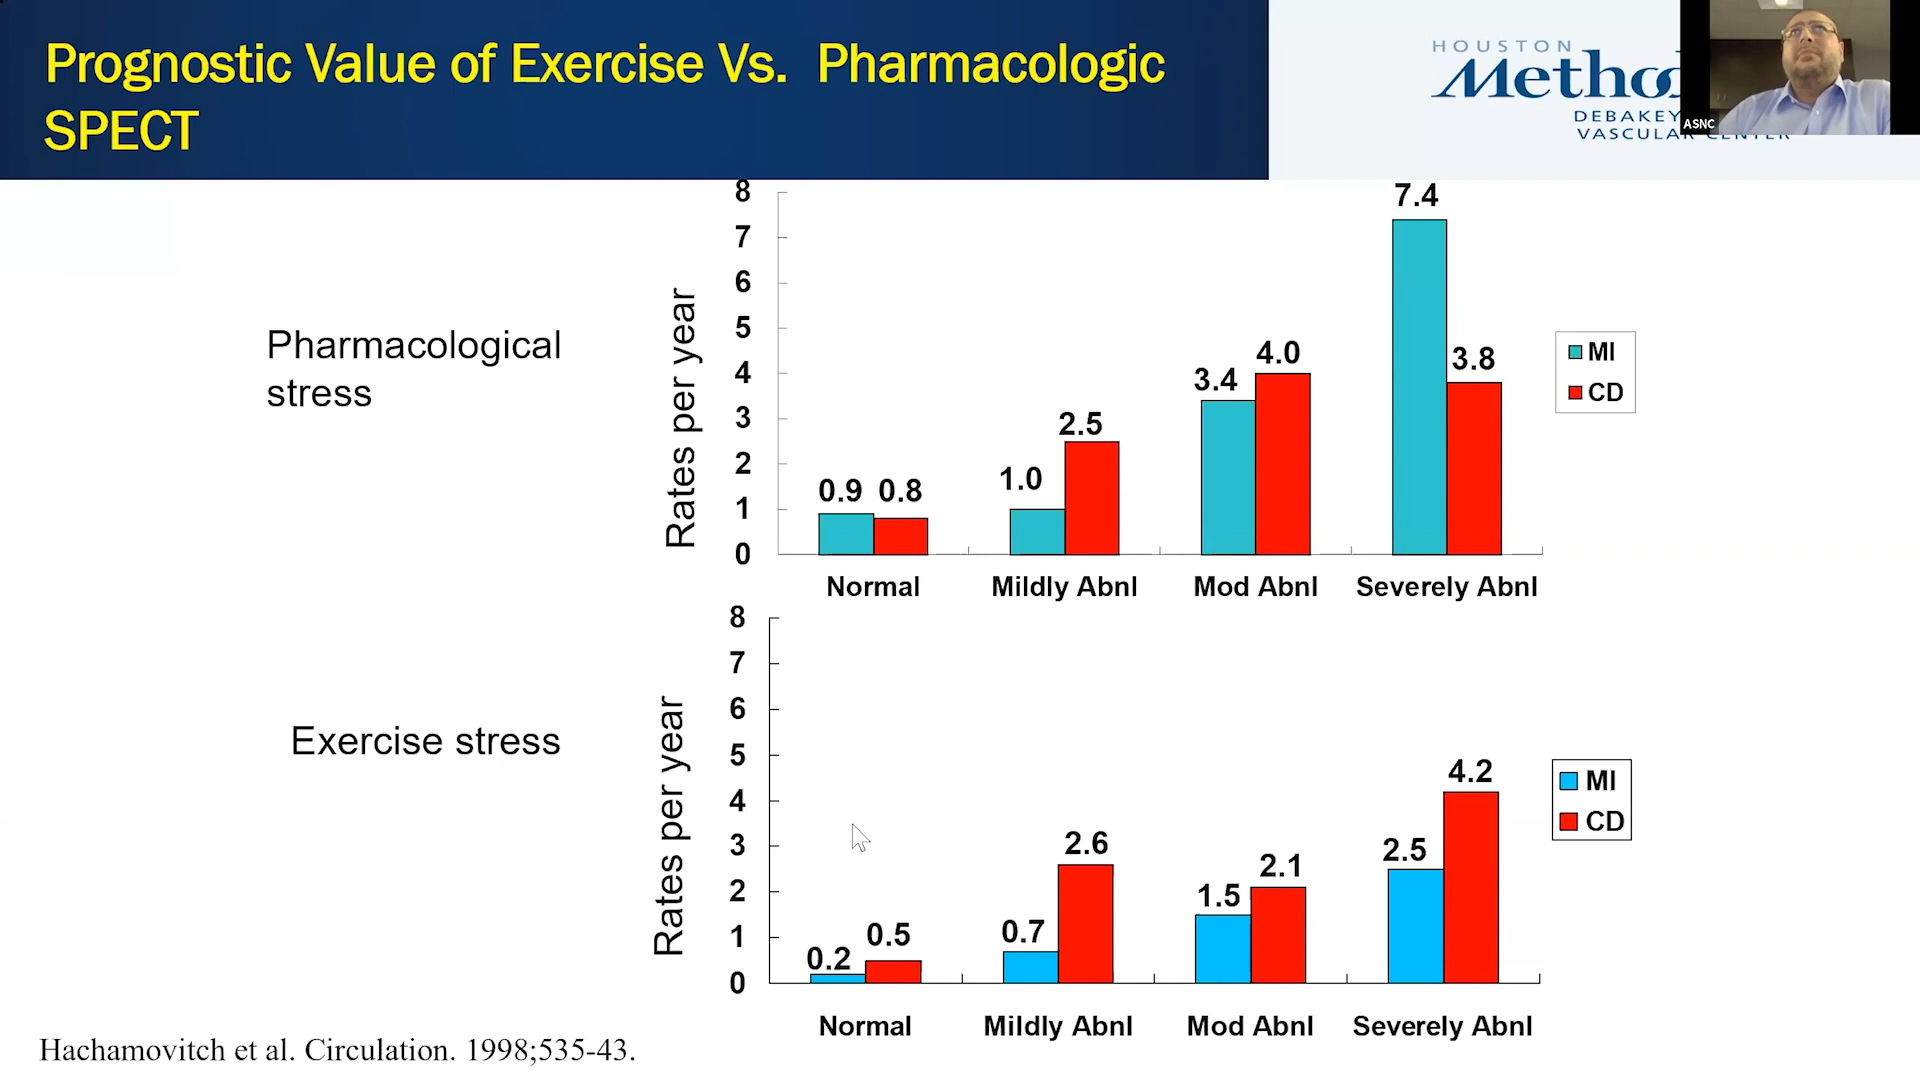 Prognostic Value of Exercise Vs. Pharmacologic
SPECT
HOUSTON
Metho
DEBAKEY
VASCULAR CENTER
ASNC
Pharmacological
stress
Rates per year
8
7
6
5
4
3
2
1
0
0.9 0.8
1.0 2.5
3.4 4.0
7.4 3.8
Normal Mildly Abnl Mod Abnl Severely Abnl
MI
CD
Exercise stress
Rates per year
8
7
6
5
4
3
2
1
0
0.2 0.5
0.7 2.6
1.5 2.1
2.5 4.2
Normal Mildly Abnl Mod Abnl Severely Abnl
MI
CD
Hachamovitch et al. Circulation. 1998;535-43.